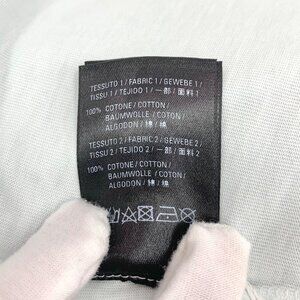 TESSUTO 1 / FABRIC 1 / GEWEBE 1 /
TISSU 1 / TEJIDO 1 / 一部 / 面料 1
100% COTONE / COTTON /
BAUMWOLLE / COTON /
ALGODON / 綿 / 棉
TESSUTO 2 / FABRIC 2 / GEWEBE 2 /
TISSU 2 / TEJIDO 2 / 一部 / 面料 2
100% COTONE / COTTON /
BAUMWOLLE / COTON /
ALGODON / 綿 / 棉